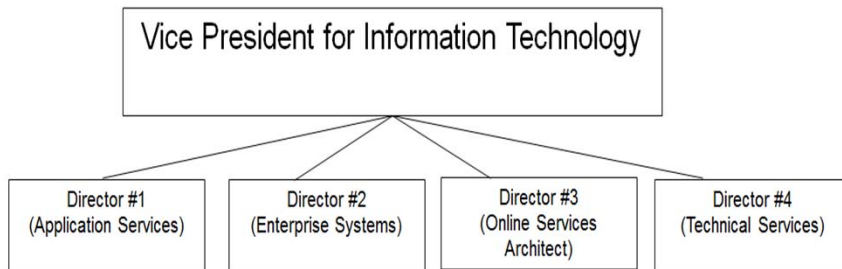 Vice President for Information Technology
Director #1
(Application Services)
Director #2
(Enterprise Systems)
Director #3
(Online Services
Architect)
Director #4
(Technical Services)